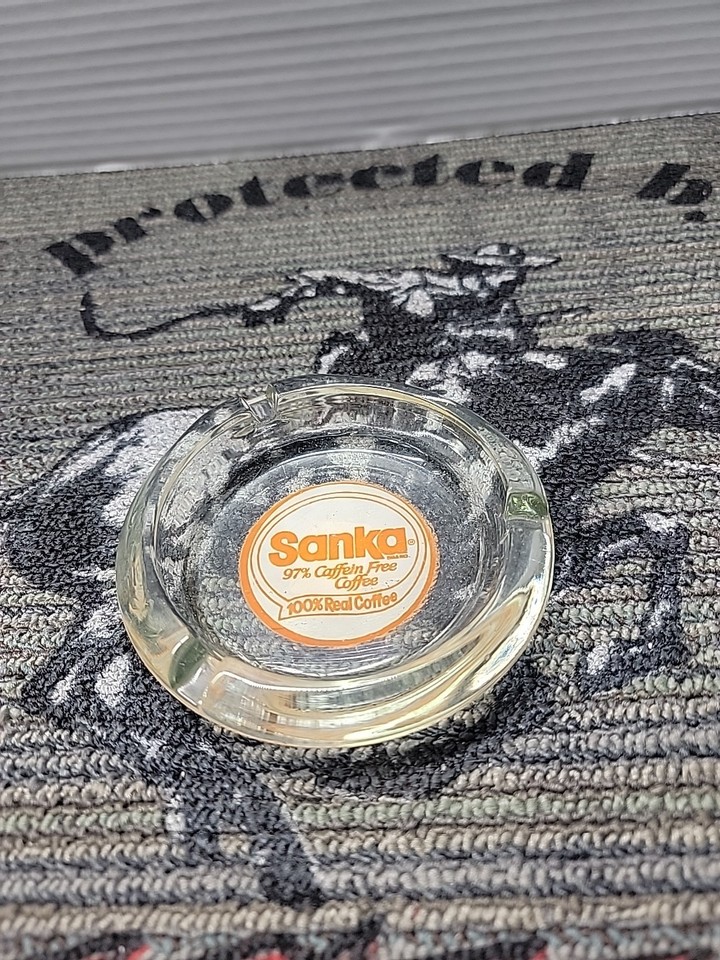 protected b
Sanka®
97% Caffein Free
Coffee
100% Real Coffee